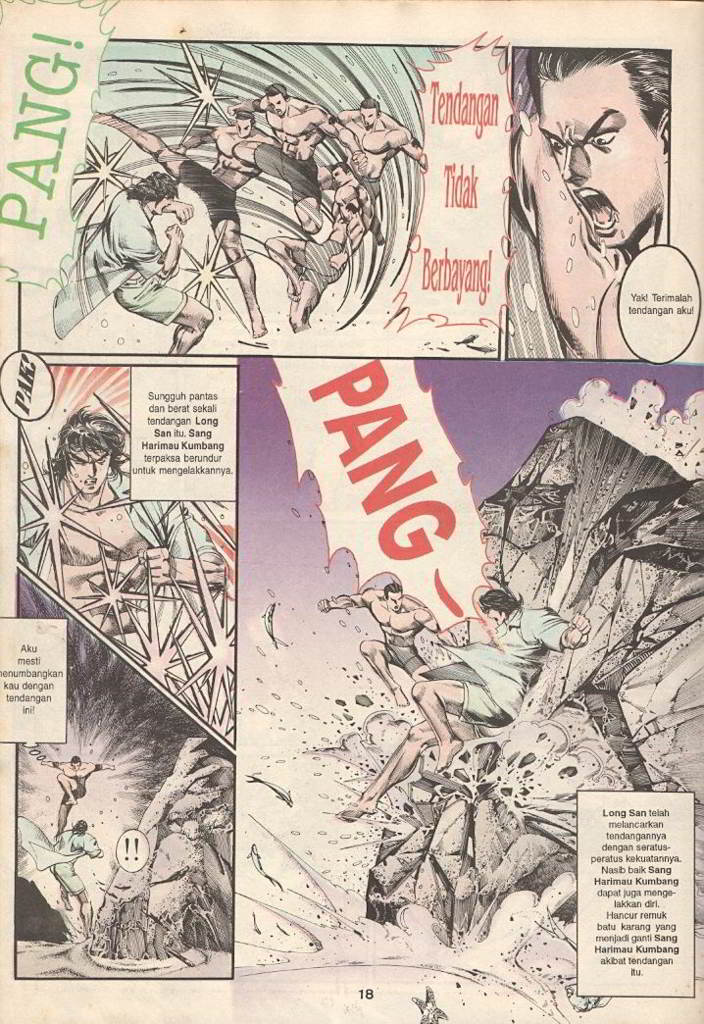 PANG!
Tendangan
Tidak
Berbayang!
Yak! Terimalah
tendangan aku!
PAK!
Sungguh pantas
dan berat sekali
tendangan Long
San itu. Sang
Harimau Kumbang
terpaksa berundur
untuk mengelakkannya.
PANG~
Aku
mesti
menumbangkan
kau dengan
tendangan
ini!
!!
Long San telah
melancarkan
tendangannya
dengan seratus-
peratus kekuatannya.
Nasib baik Sang
Harimau Kumbang
dapat juga menge-
lakkan diri.
Hancur remuk
batu karang yang
menjadi ganti Sang
Harimau Kumbang
akibat tendangan
itu.
18